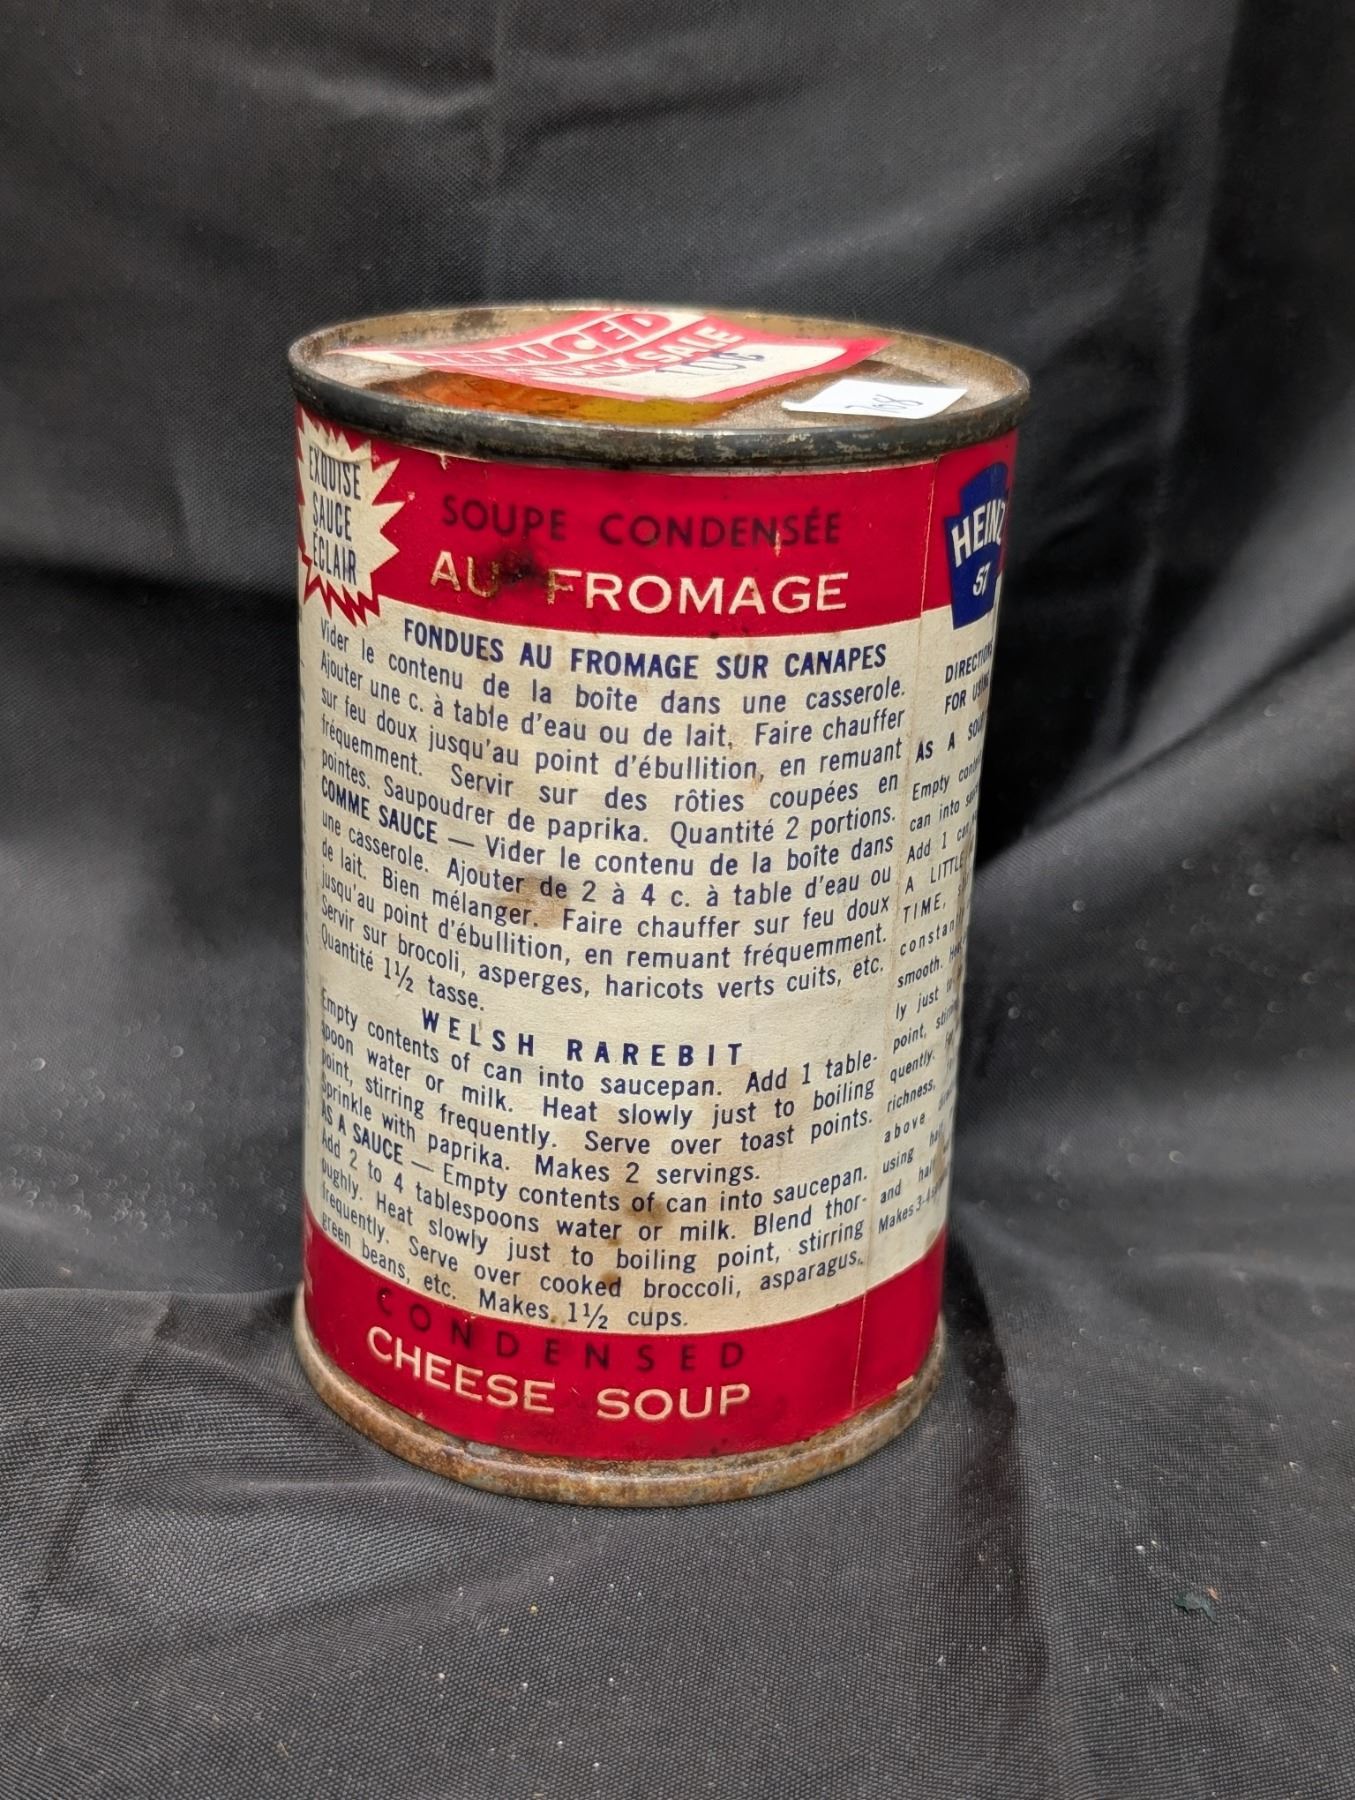 REDUCED
SALE
10¢
EXQUISE
SAUCE
ÉCLAIR
SOUPE CONDENSÉE
AU FROMAGE
FONDUES AU FROMAGE SUR CANAPES
Vider le contenu de la boîte dans une casserole.
Ajouter une c. à table d'eau ou de lait. Faire chauffer
sur feu doux jusqu'au point d'ébullition, en remuant
fréquemment. Servir sur des rôties coupées en
pointes. Saupoudrer de paprika. Quantité 2 portions.
COMME SAUCE — Vider le contenu de la boîte dans
une casserole. Ajouter de 2 à 4 c. à table d'eau ou
de lait. Bien mélanger. Faire chauffer sur feu doux
jusqu'au point d'ébullition, en remuant fréquemment.
Servir sur brocoli, asperges, haricots verts cuits, etc.
Quantité 1½ tasse.
WELSH RAREBIT
Empty contents of can into saucepan. Add 1 table-
spoon water or milk. Heat slowly just to boiling
point, stirring frequently. Serve over toast points.
Sprinkle with paprika. Makes 2 servings.
AS A SAUCE — Empty contents of can into saucepan.
Add 2 to 4 tablespoons water or milk. Blend thor-
oughly. Heat slowly just to boiling point, stirring
frequently. Serve over cooked broccoli, asparagus,
green beans, etc. Makes 1½ cups.
CONDENSED
CHEESE SOUP
HEINZ
57
DIRECTIONS
FOR USING
AS A SOUP
Empty
can into
Add 1
A LITTLE
TIME,
smooth.
ly just
point,
quently.
richness,
above
using
and
Makes 3-4